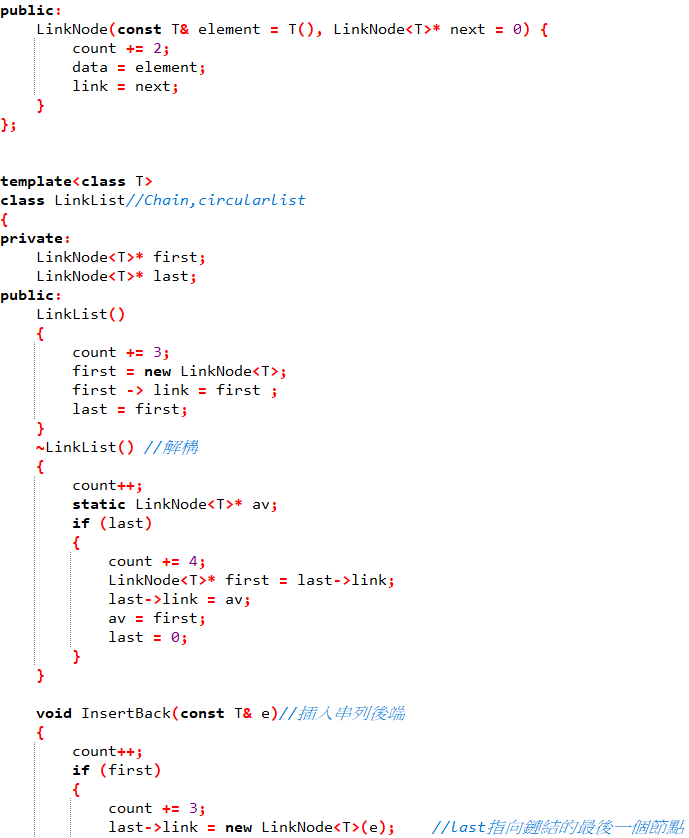 public:
    LinkNode(const T& element = T(), LinkNode<T>* next = 0) {
        count += 2;
        data = element;
        link = next;
    }
};
template<class T>
class LinkList//Chain,circularlist
{
private:
    LinkNode<T>* first;
    LinkNode<T>* last;
public:
    LinkList()
    {
        count += 3;
        first = new LinkNode<T>;
        first -> link = first ;
        last = first;
    }
    ~LinkList() //解構
    {
        count++;
        static LinkNode<T>* av;
        if (last)
        {
            count += 4;
            LinkNode<T>* first = last->link;
            last->link = av;
            av = first;
            last = 0;
        }
    }
    void InsertBack(const T& e)//插入串列後端
    {
        count++;
        if (first)
        {
            count += 3;
            last->link = new LinkNode<T>(e);    //last指向鏈結的最後一個節點